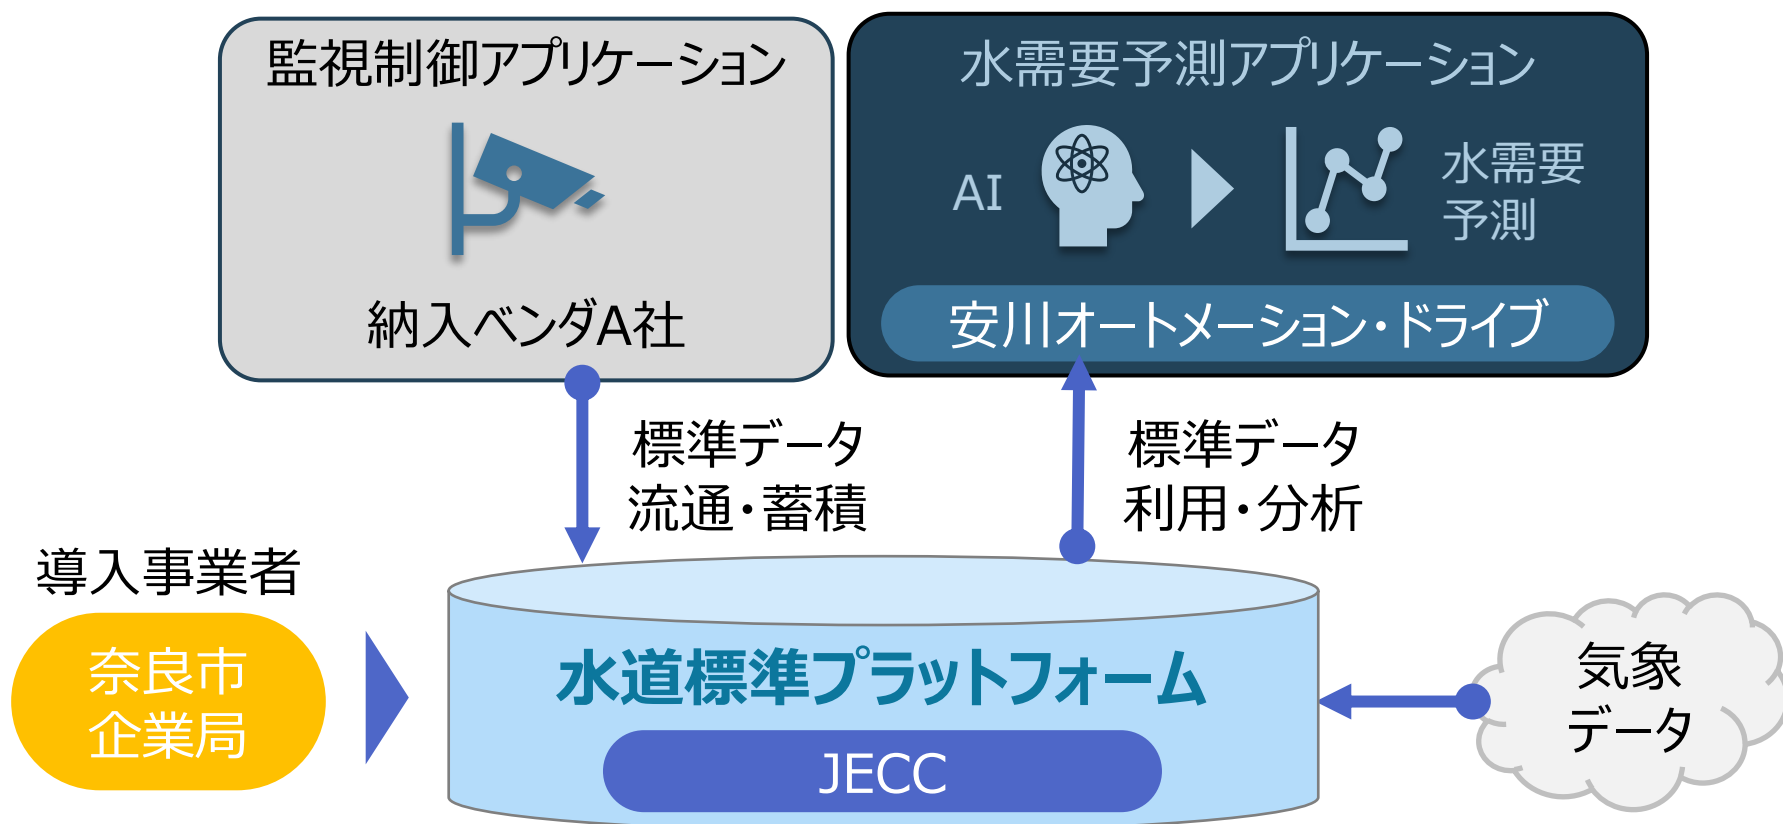 監視制御アプリケーション
納入ベンダA社
水需要予測アプリケーション
AI
水需要
予測
安川オートメーション・ドライブ
標準データ
流通・蓄積
標準データ
利用・分析
導入事業者
奈良市
企業局
水道標準プラットフォーム
JECC
気象
データ